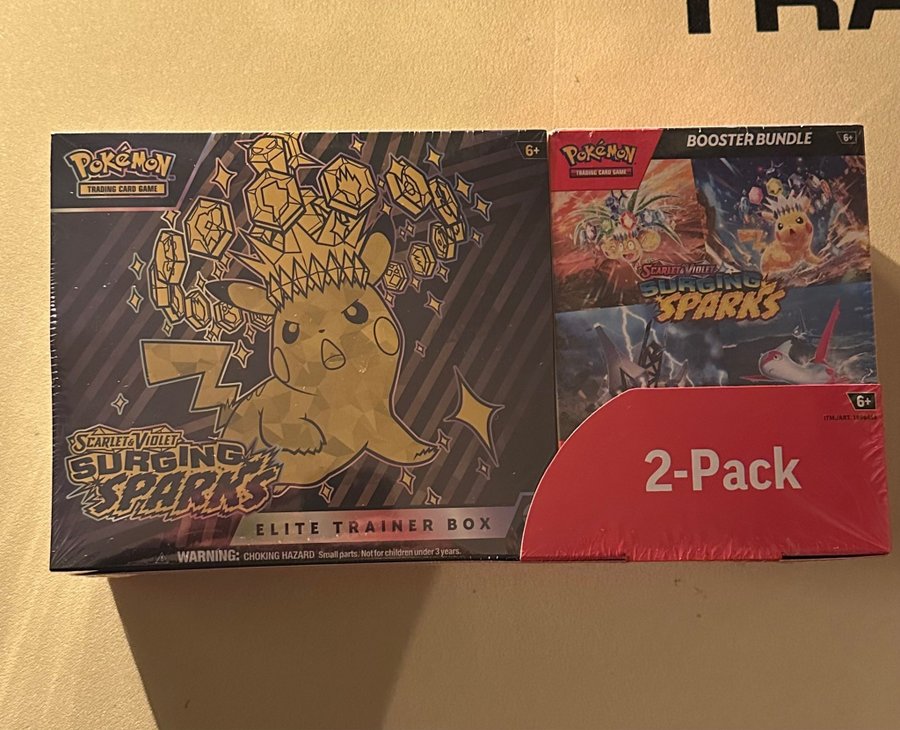 TRA
POKéMON
TRADING CARD GAME
6+
SCARLET & VIOLET
SURGING
SPARKS
ELITE TRAINER BOX
WARNING: CHOKING HAZARD Small parts. Not for children under 3 years.
BOOSTER BUNDLE
6+
POKéMON
TRADING CARD GAME
SCARLET & VIOLET
SURGING
SPARKS
6+
2-Pack